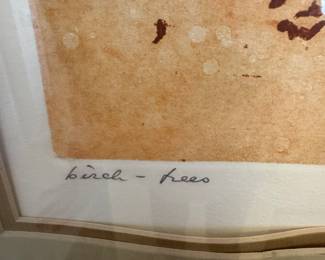 birch - trees